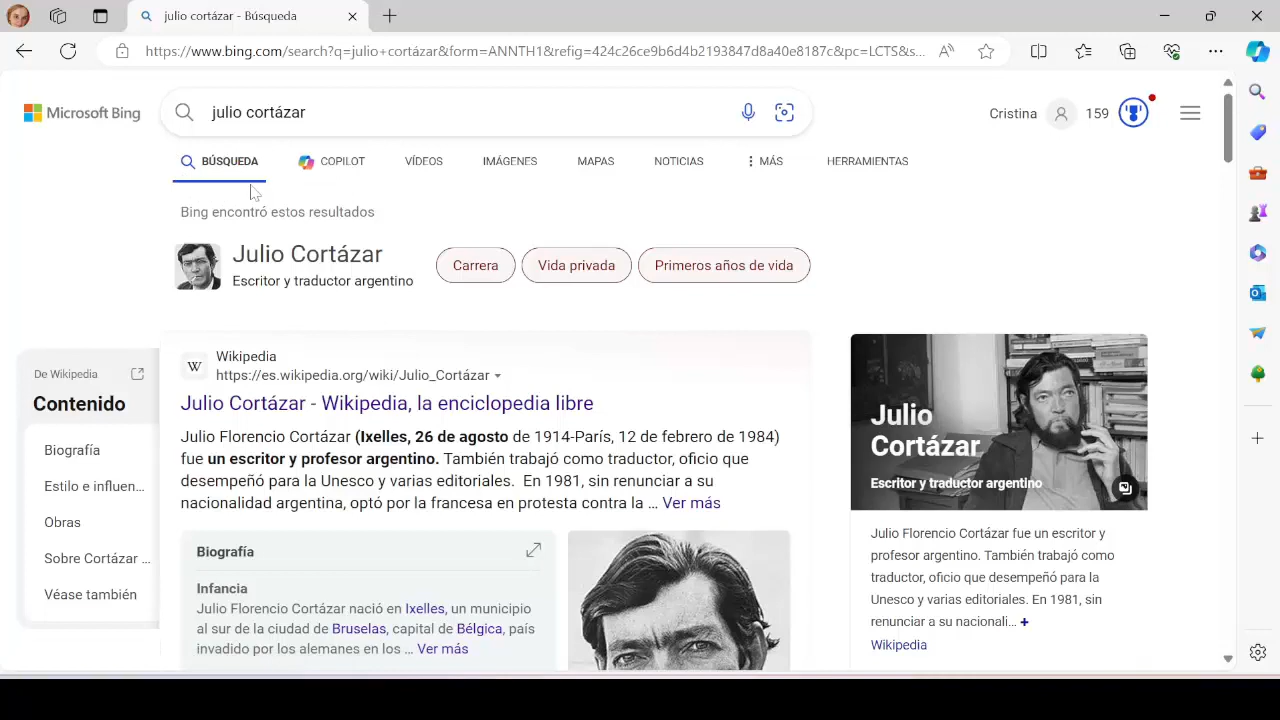 julio cortázar - Búsqueda
https://www.bing.com/search?q=julio+cortázar&form=ANNTH1&refig=424c26ce9b6d4b2193847d8a40e8187c&pc=LCTS&s...
Microsoft Bing
julio cortázar
Cristina
159
BÚSQUEDA
COPILOT
VÍDEOS
IMÁGENES
MAPAS
NOTICIAS
MÁS
HERRAMIENTAS
Bing encontró estos resultados
Julio Cortázar
Escritor y traductor argentino
Carrera
Vida privada
Primeros años de vida
De Wikipedia
Contenido
Biografía
Estilo e influen...
Obras
Sobre Cortázar ...
Véase también
W
Wikipedia
https://es.wikipedia.org/wiki/Julio_Cortázar
Julio Cortázar - Wikipedia, la enciclopedia libre
Julio Florencio Cortázar (Ixelles, 26 de agosto de 1914-París, 12 de febrero de 1984)
fue un escritor y profesor argentino. También trabajó como traductor, oficio que
desempeñó para la Unesco y varias editoriales. En 1981, sin renunciar a su
nacionalidad argentina, optó por la francesa en protesta contra la ... Ver más
Biografía
Infancia
Julio Florencio Cortázar nació en Ixelles, un municipio
al sur de la ciudad de Bruselas, capital de Bélgica, país
invadido por los alemanes en los ... Ver más
Julio
Cortázar
Escritor y traductor argentino
Julio Florencio Cortázar fue un escritor y
profesor argentino. También trabajó como
traductor, oficio que desempeñó para la
Unesco y varias editoriales. En 1981, sin
renunciar a su nacionali... +
Wikipedia